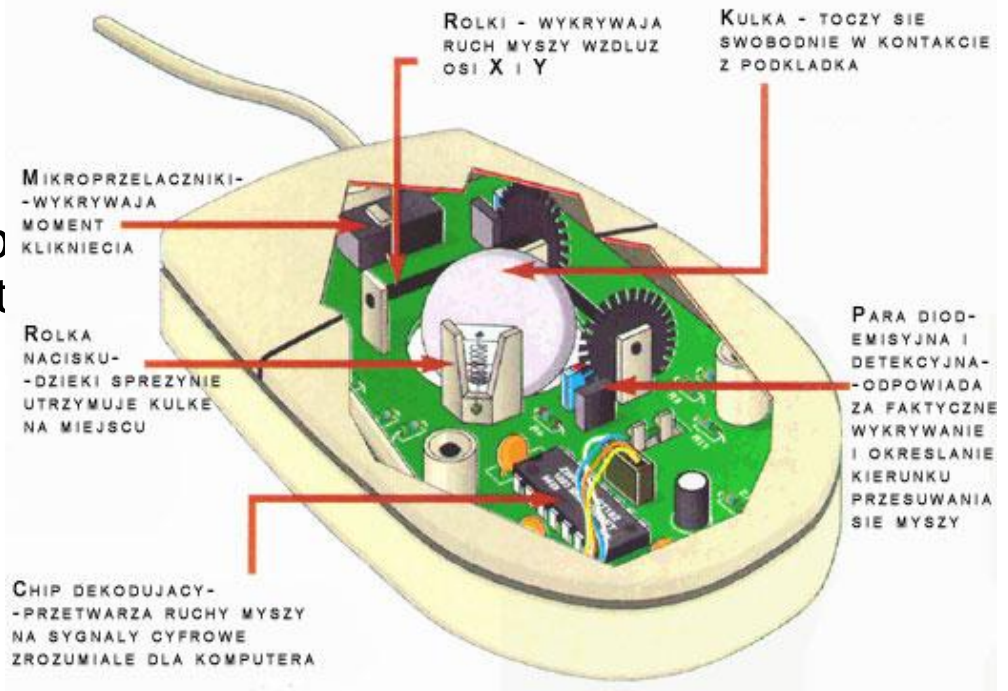 ROLKI - WYKRYWAJA
RUCH MYSZY WZDLUZ
OSI X I Y
KULKA - TOCZY SIE
SWOBODNIE W KONTAKCIE
Z PODKLADKA
MIKROPRZELACZNIKI-
-WYKRYWAJA
MOMENT
KLIKNIECIA
ROLKA
NACISKU-
-DZIEKI SPREZYNIE
UTRZYMUJE KULKE
NA MIEJSCU
PARA DIOD-
EMISYJNA I
DETEKCYJNA-
-ODPOWIADA
ZA FAKTYCZNE
WYKRYWANIE
I OKRESLANIE
KIERUNKU
PRZESUWANIA
SIE MYSZY
CHIP DEKODUJACY-
-PRZETWARZA RUCHY MYSZY
NA SYGNALY CYFROWE
ZROZUMIALE DLA KOMPUTERA